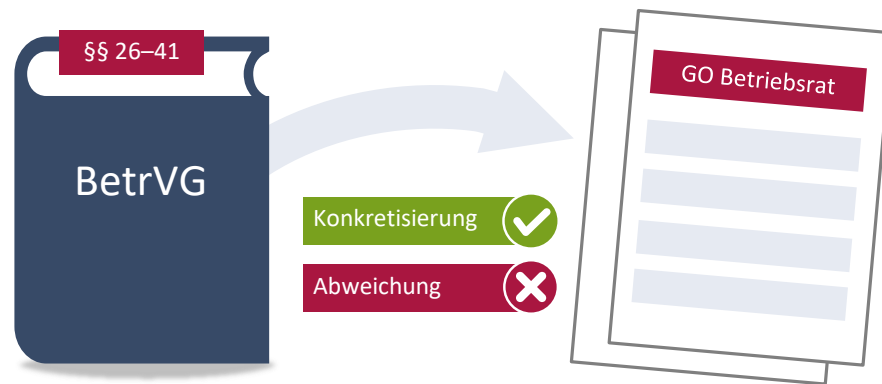 §§ 26–41
BetrVG
Konkretisierung
Abweichung
GO Betriebsrat